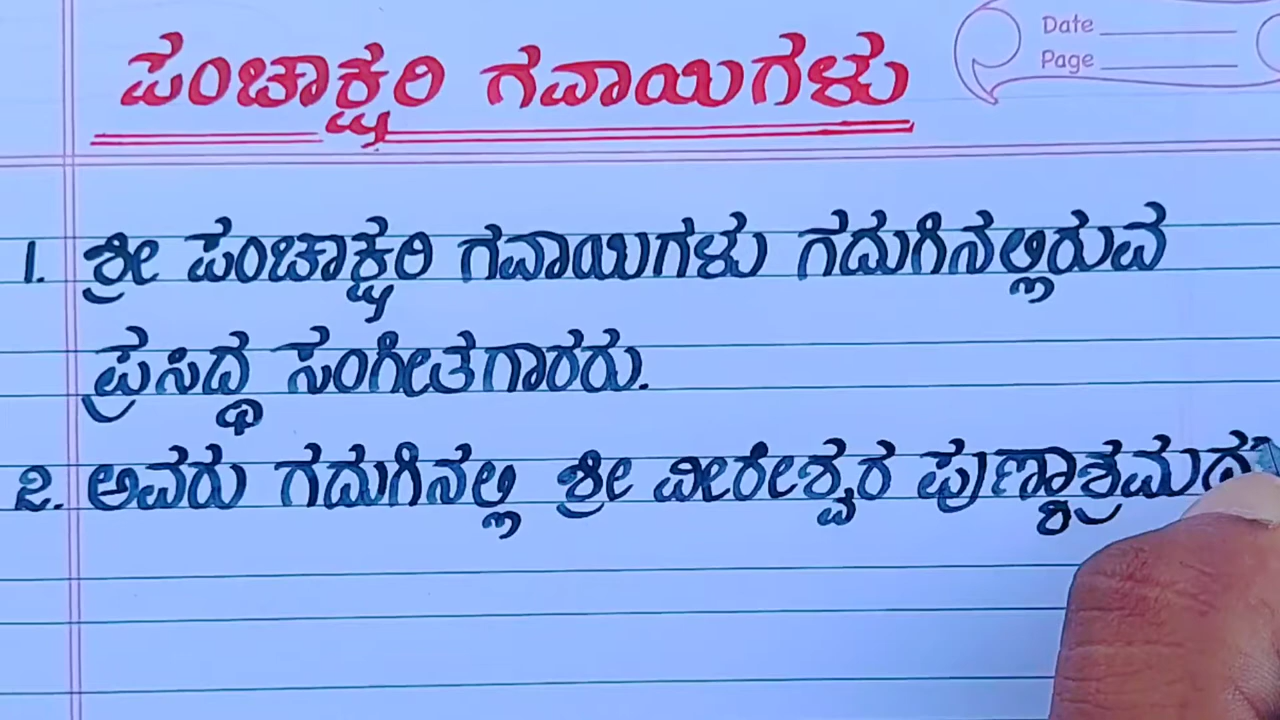 ಪಂಚಾಕ್ಷರಿ ಗವಾಯಿಗಳು
Date
Page
1. ಶ್ರೀ ಪಂಚಾಕ್ಷರಿ ಗವಾಯಿಗಳು ಗದುಗಿನಲ್ಲಿರುವ
ಪ್ರಸಿದ್ಧ ಸಂಗೀತಗಾರರು.
೨. ಅವರು ಗದುಗಿನಲ್ಲಿ ಶ್ರೀ ವೀರೇಶ್ವರ